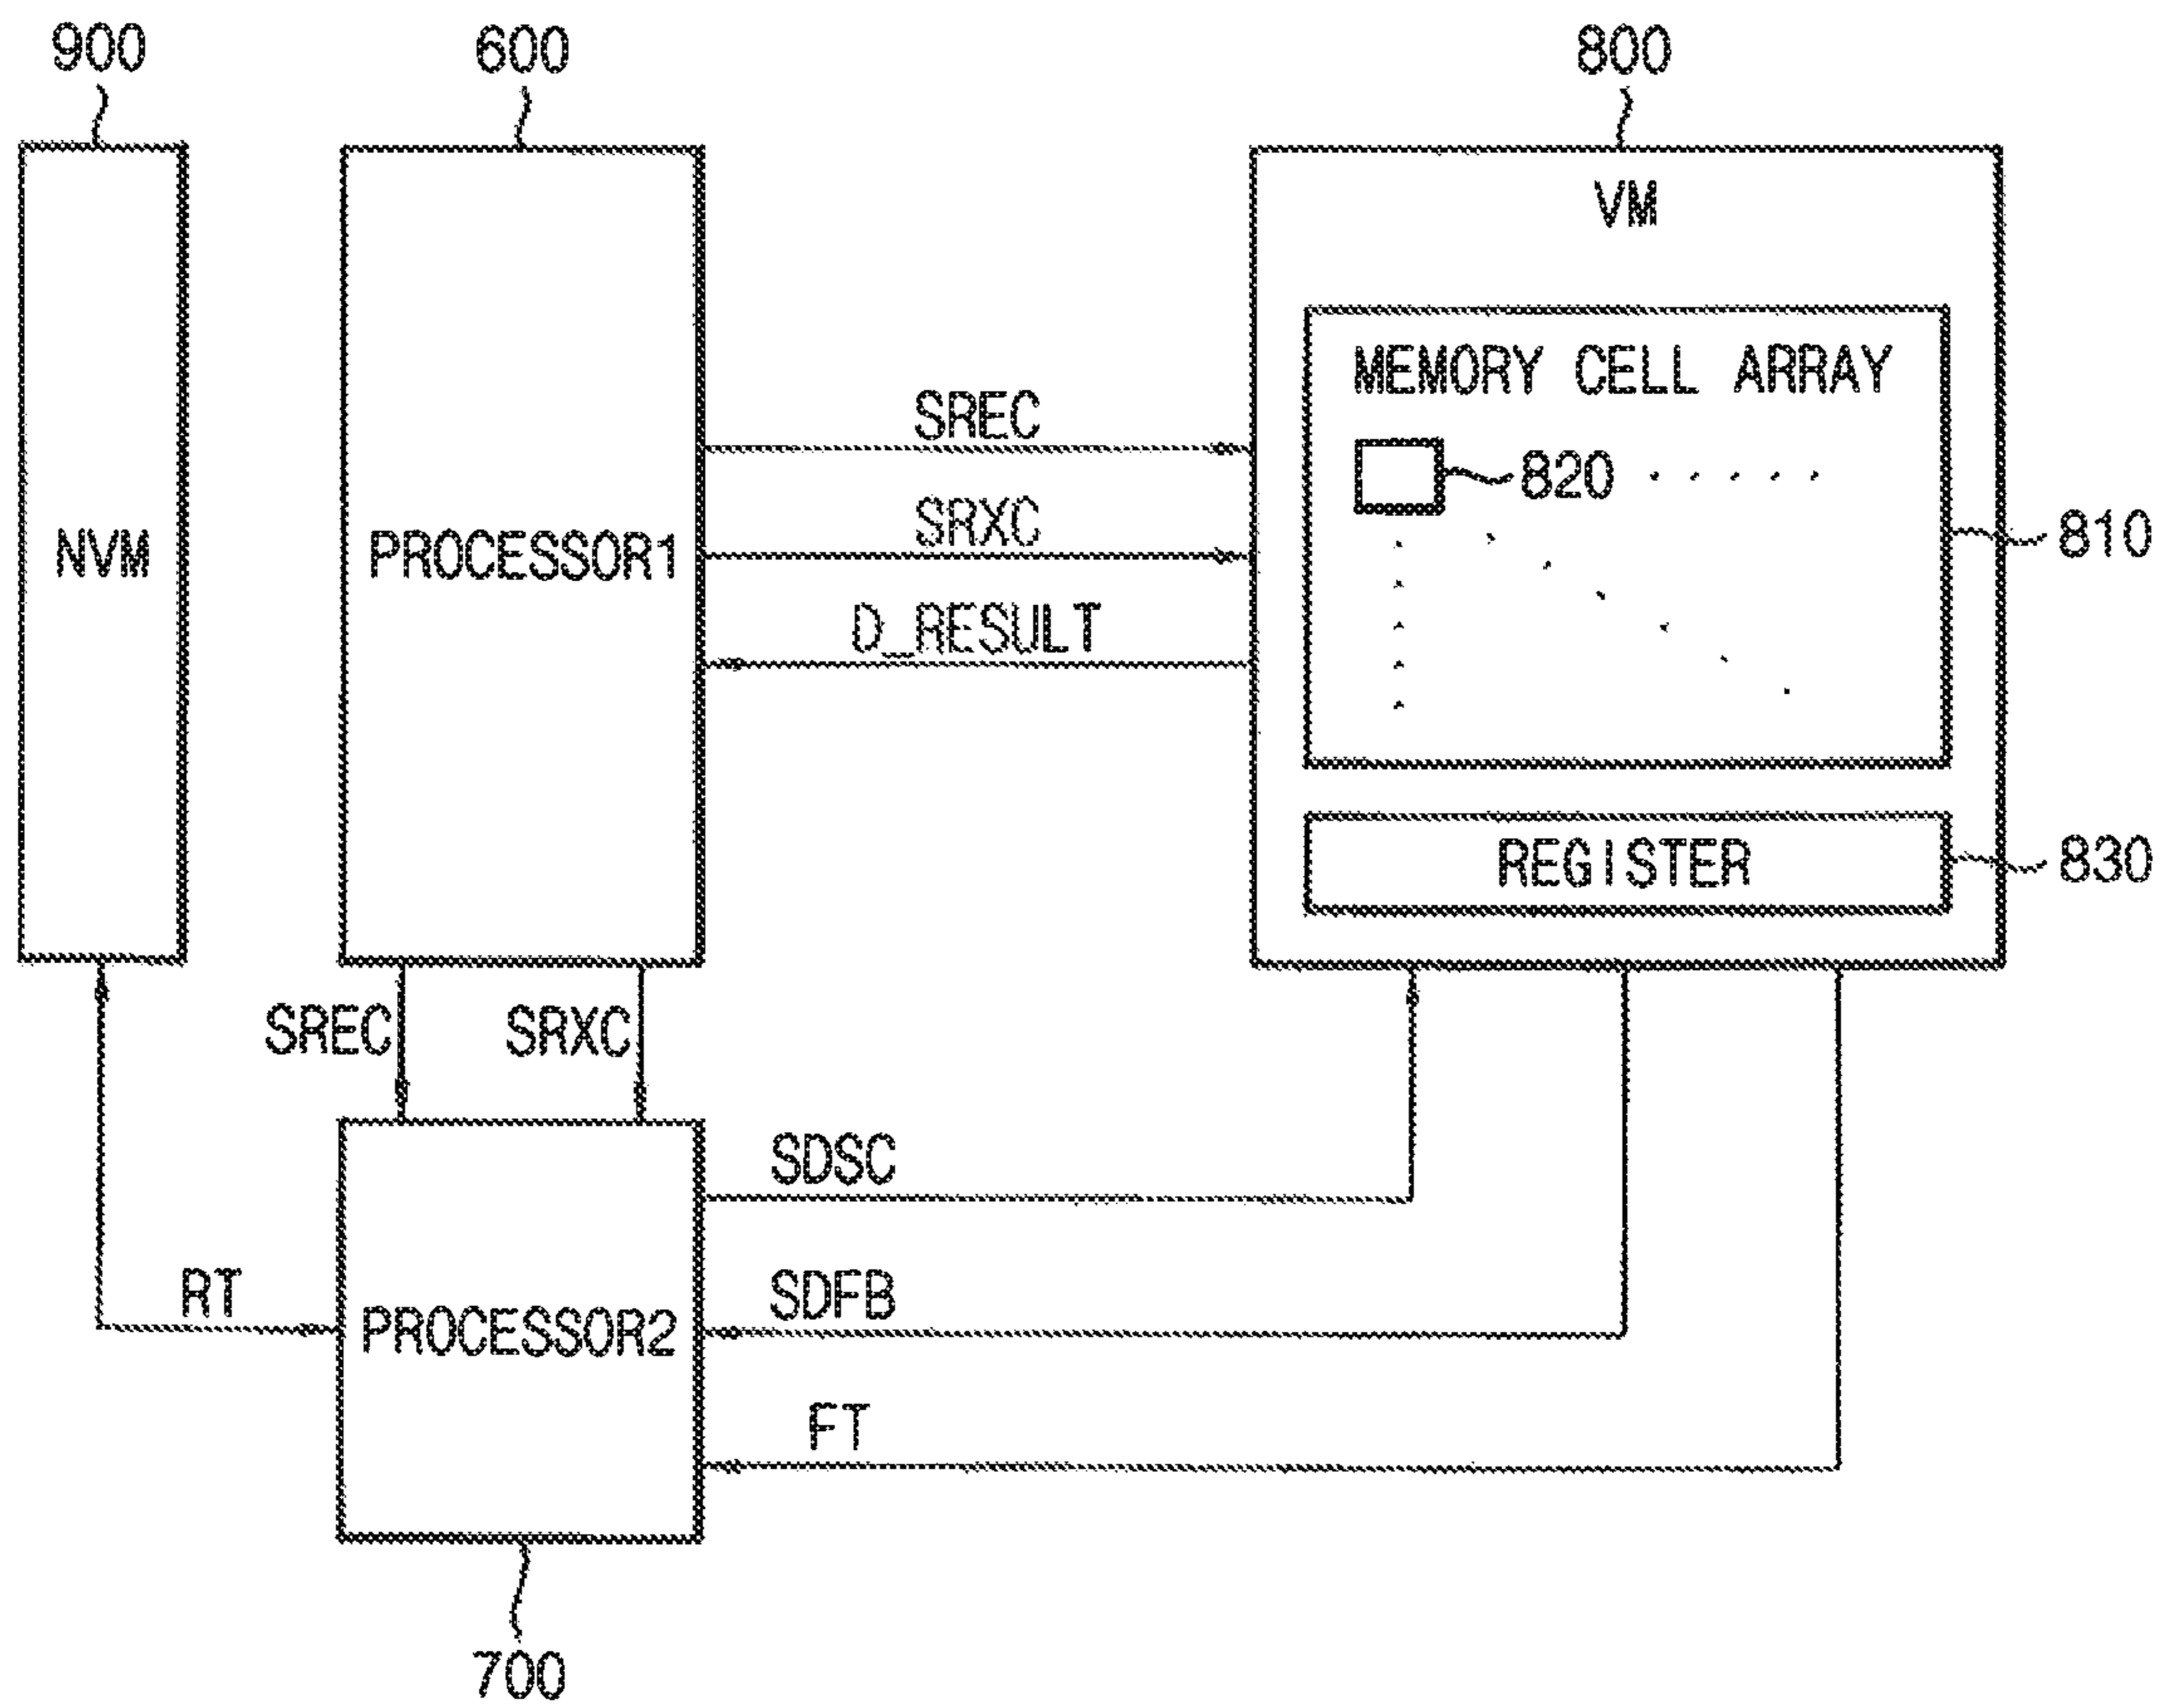 900
600
800
VM
MEMORY CELL ARRAY
820
810
NVM
PROCESSOR1
SREC
SRXC
D_RESULT
REGISTER
830
SREC
SRXC
SDSC
RT
PROCESSOR2
SDFB
FT
700